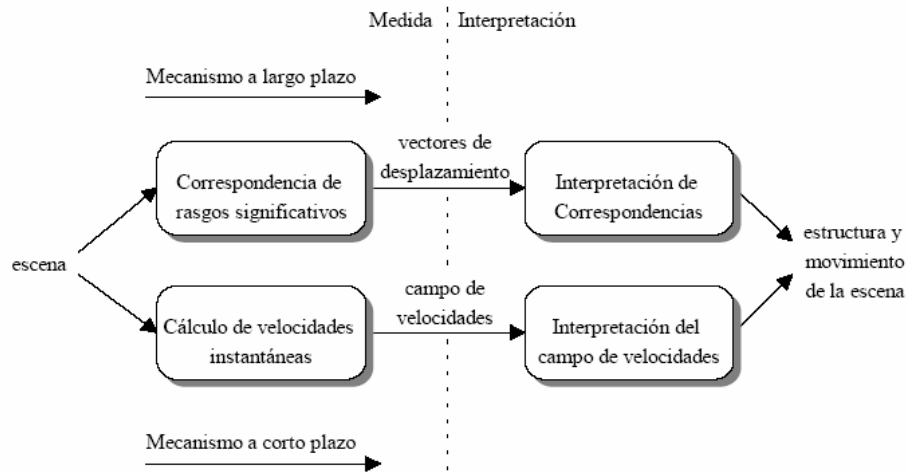 Medida
Interpretación
Mecanismo a largo plazo
escena
Correspondencia de
rasgos significativos
vectores de
desplazamiento
Interpretación de
Correspondencias
Cálculo de velocidades
instantáneas
campo de
velocidades
Interpretación del
campo de velocidades
estructura y
movimiento
de la escena
Mecanismo a corto plazo